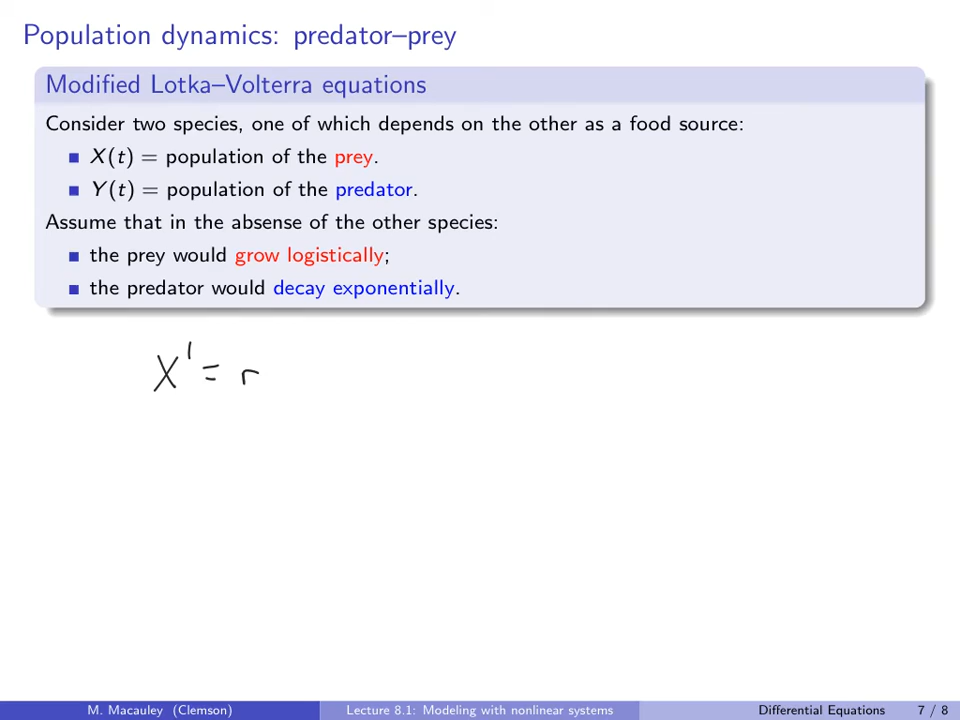 Population dynamics: predator–prey
Modified Lotka–Volterra equations
Consider two species, one of which depends on the other as a food source:
■ X(t) = population of the prey.
■ Y(t) = population of the predator.
Assume that in the absense of the other species:
■ the prey would grow logistically;
■ the predator would decay exponentially.
X' = r
M. Macauley (Clemson) Lecture 8.1: Modeling with nonlinear systems Differential Equations 7 / 8